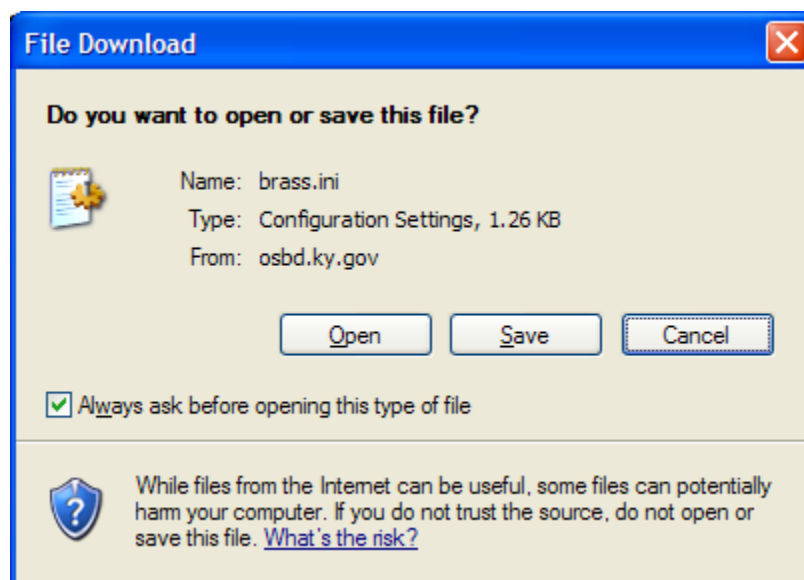 File Download
Do you want to open or save this file?
Name: brass.ini
Type: Configuration Settings, 1.26 KB
From: osbd.ky.gov
Open Save Cancel
Always ask before opening this type of file
While files from the Internet can be useful, some files can potentially
harm your computer. If you do not trust the source, do not open or
save this file. What's the risk?